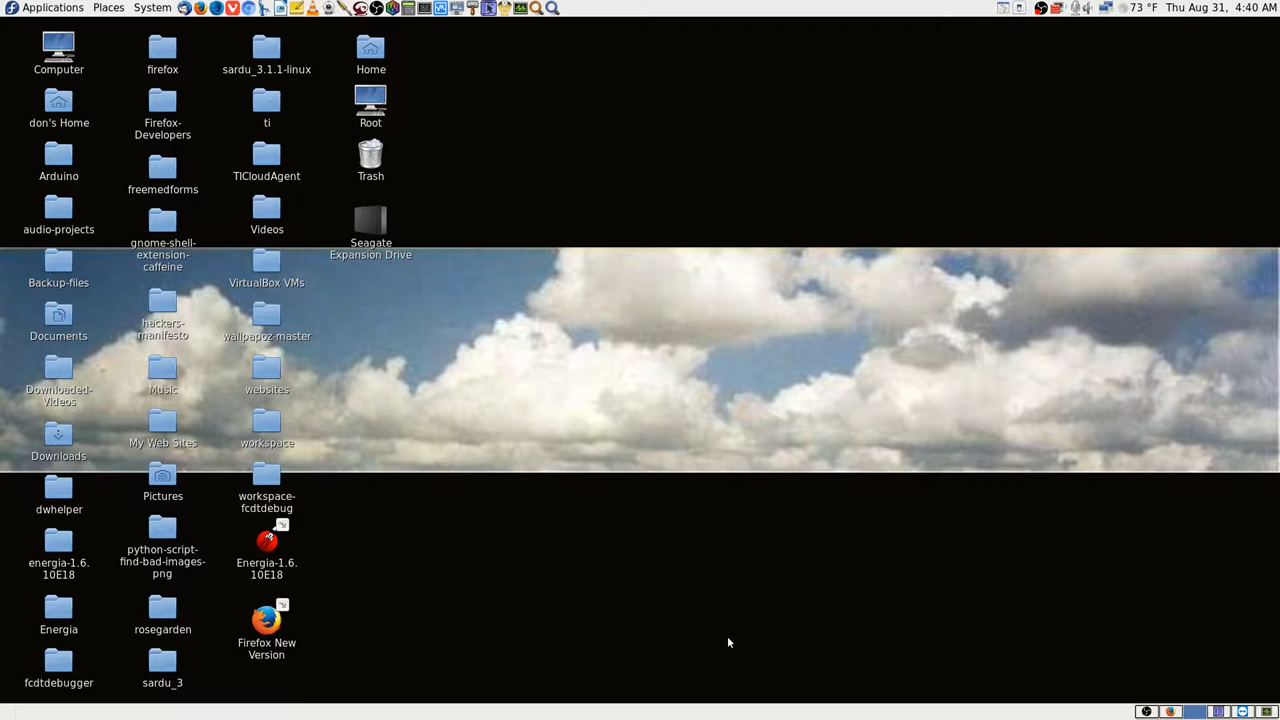 Applications Places System 73 °F Thu Aug 31, 4:40 AM
Computer
don's Home
Arduino
audio-projects
Backup-files
Documents
Downloaded-
Videos
Downloads
dwhelper
energia-1.6.
10E18
Energia
fcdtdebugger
firefox
Firefox-
Developers
freemedforms
gnome-shell-
extension-
caffeine
hackers-
manifesto
Music
My Web Sites
Pictures
python-script-
find-bad-images-
png
rosegarden
sardu_3
sardu_3.1.1-linux
ti
TICloudAgent
Videos
VirtualBox VMs
wallpapoz-master
websites
workspace
workspace-
fcdtdebug
Energia-1.6.
10E18
Firefox New
Version
Home
Root
Trash
Seagate
Expansion Drive